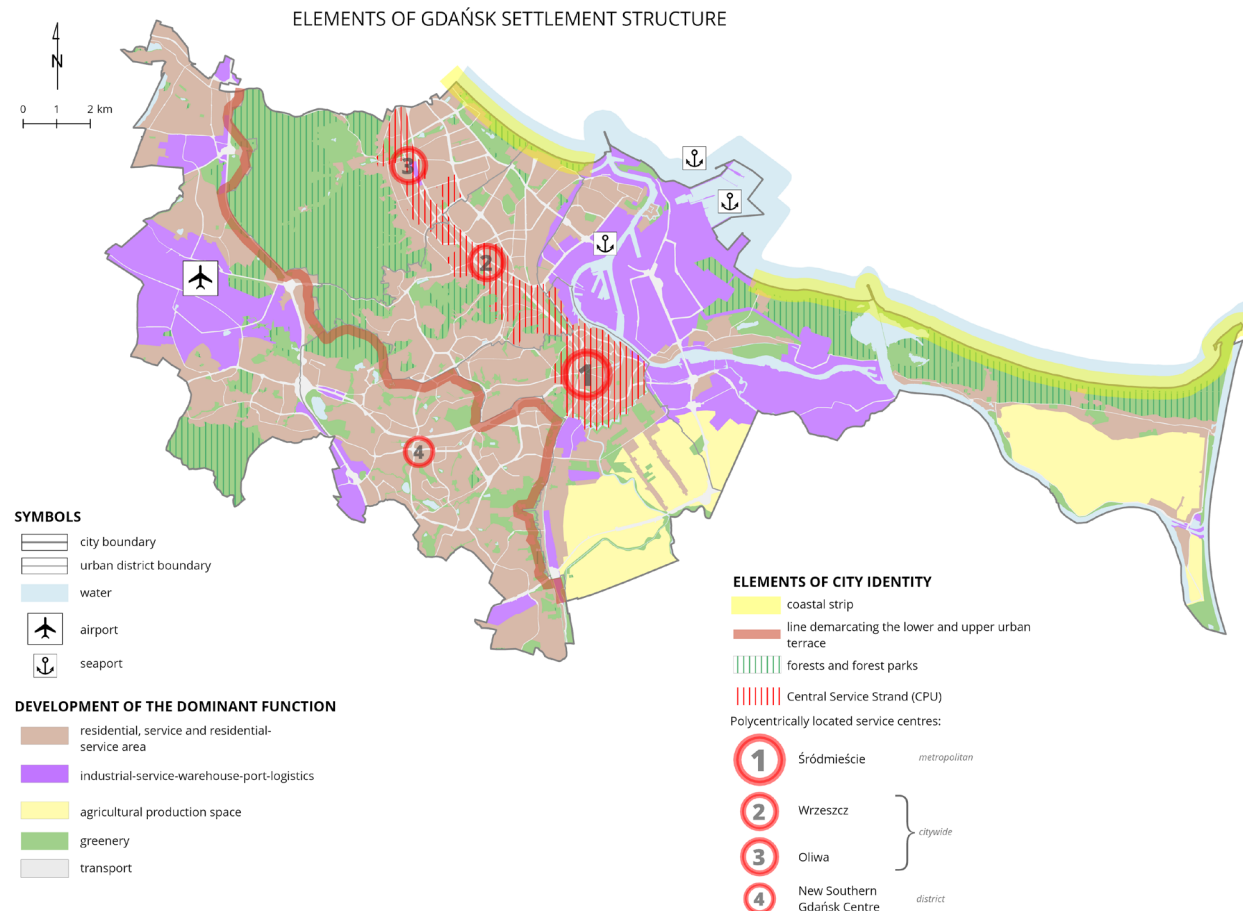 ELEMENTS OF GDAŃSK SETTLEMENT STRUCTURE
N
0 1 2 km
3
2
1
4
SYMBOLS
city boundary
urban district boundary
water
airport
seaport
DEVELOPMENT OF THE DOMINANT FUNCTION
residential, service and residential-
service area
industrial-service-warehouse-port-logistics
agricultural production space
greenery
transport
ELEMENTS OF CITY IDENTITY
coastal strip
line demarcating the lower and upper urban
terrace
forests and forest parks
Central Service Strand (CPU)
Polycentrically located service centres:
1 Śródmieście metropolitan
2 Wrzeszcz
citywide
3 Oliwa
4 New Southern
Gdańsk Centre district